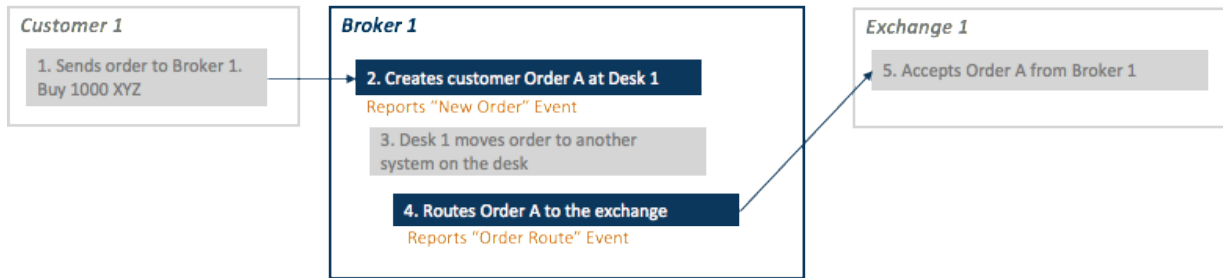 Customer 1
1. Sends order to Broker 1.
Buy 1000 XYZ
Broker 1
2. Creates customer Order A at Desk 1
Reports "New Order" Event
3. Desk 1 moves order to another
system on the desk
4. Routes Order A to the exchange
Reports "Order Route" Event
Exchange 1
5. Accepts Order A from Broker 1